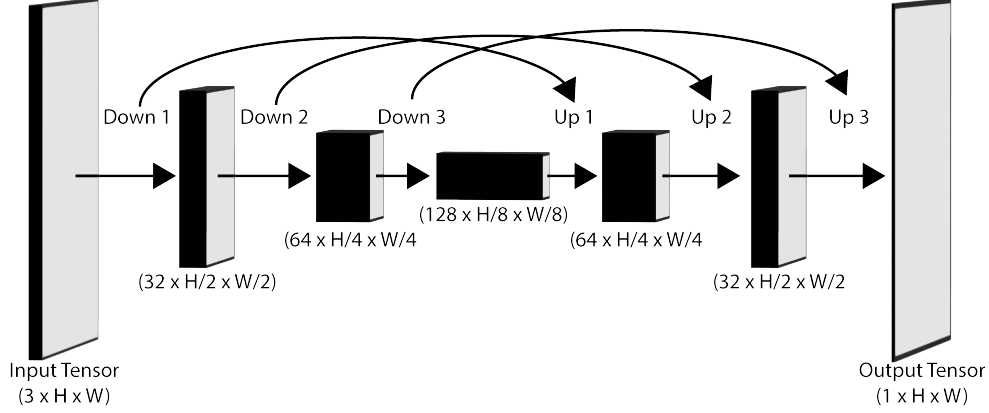 Down 1
Down 2
Down 3
Up 1
Up 2
Up 3
(128 x H/8 x W/8)
(64 x H/4 x W/4
(64 x H/4 x W/4
(32 x H/2 x W/2)
(32 x H/2 x W/2
Input Tensor
(3 x H x W)
Output Tensor
(1 x H x W)